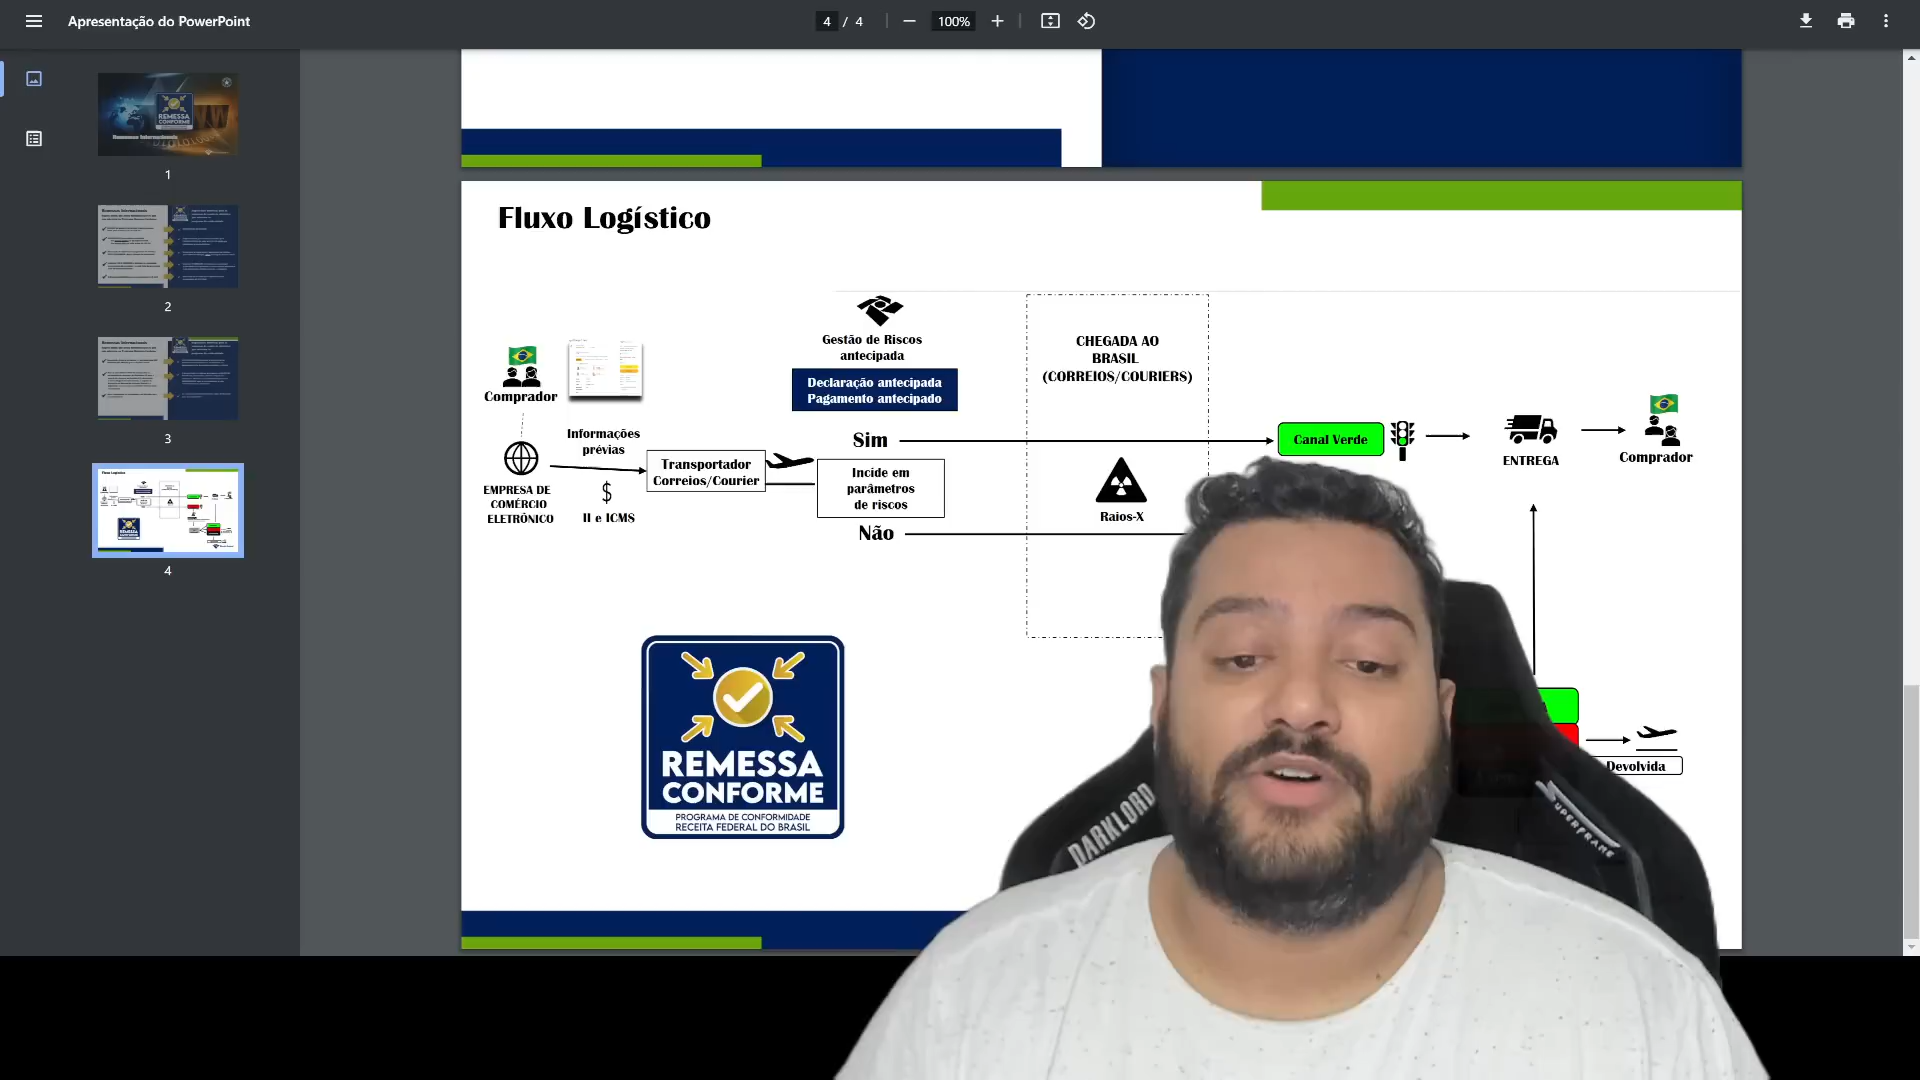 Apresentação do PowerPoint
4 / 4
100%
1
2
3
4
Fluxo Logístico
Gestão de Riscos
antecipada
Declaração antecipada
Pagamento antecipado
CHEGADA AO
BRASIL
(CORREIOS/COURIERS)
Comprador
Informações
prévias
Sim
Canal Verde
ENTREGA
Comprador
Transportador
Correios/Courier
Incide em
parâmetros
de riscos
EMPRESA DE
COMÉRCIO
ELETRÔNICO
$
II e ICMS
Raios-X
Não
REMESSA
CONFORME
PROGRAMA DE CONFORMIDADE
RECEITA FEDERAL DO BRASIL
Devolvida
DARKLORD
SUPERFRAME